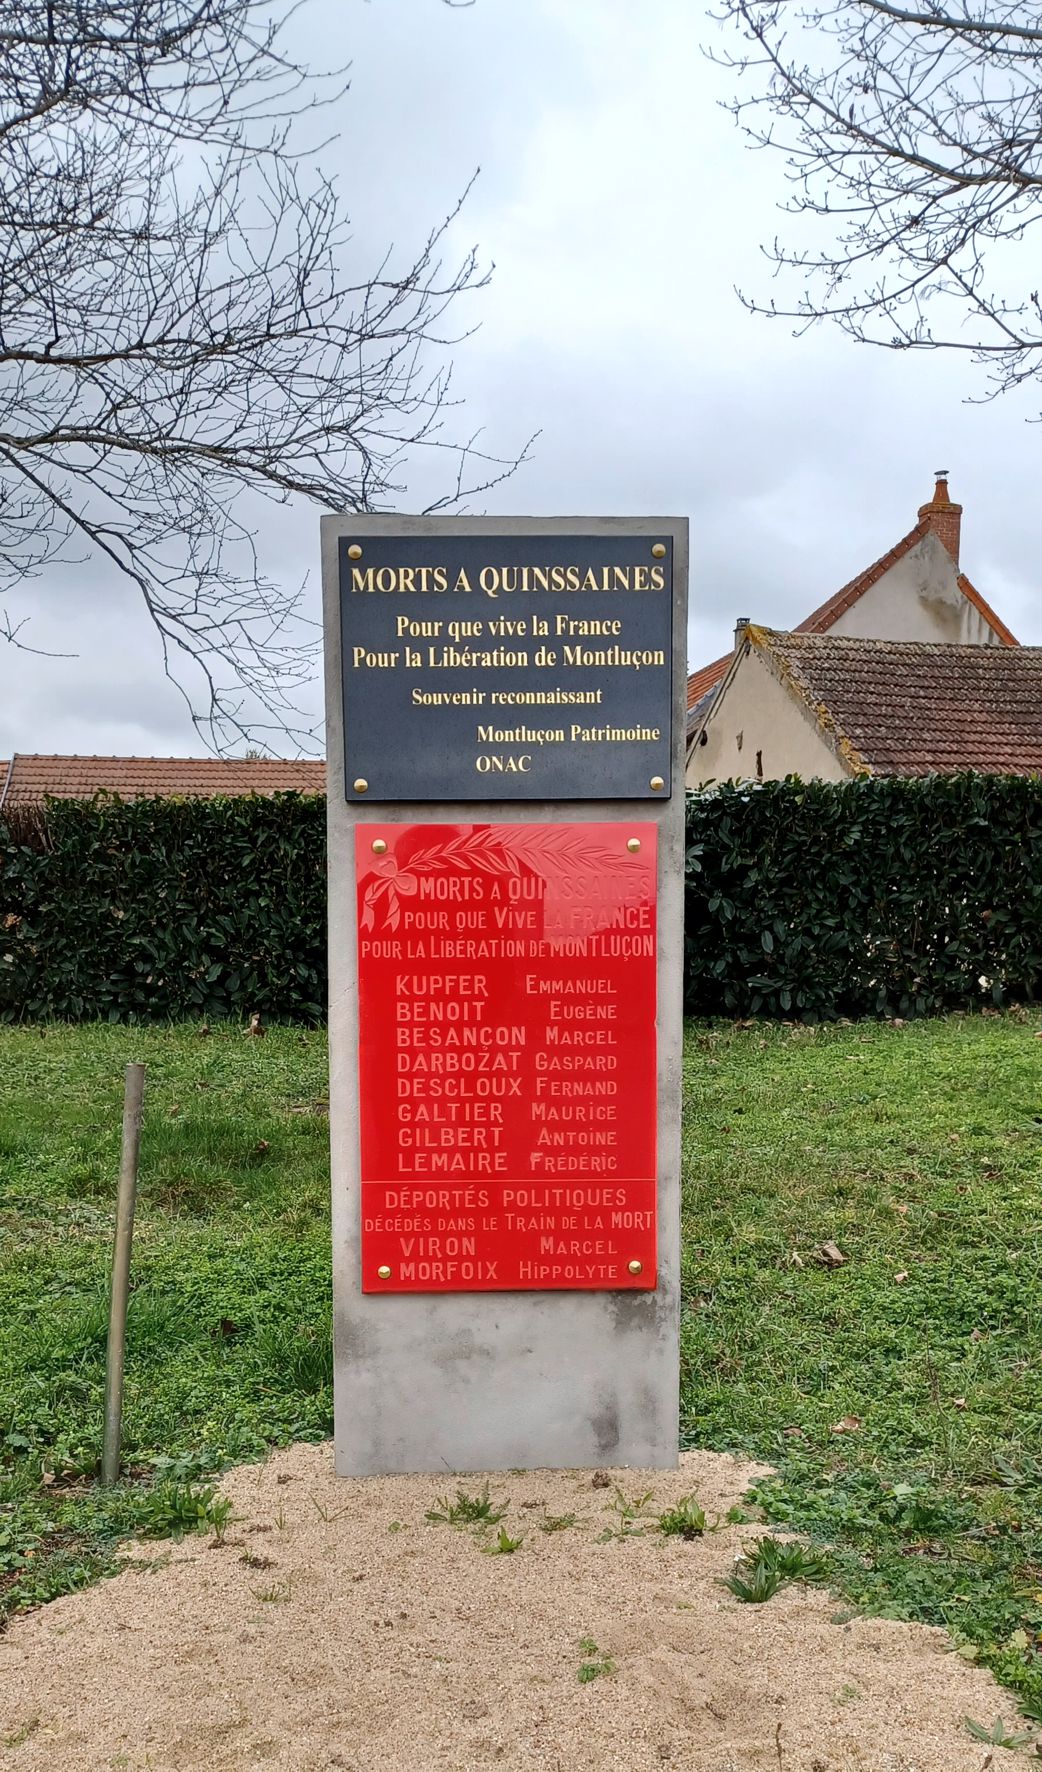 MORTS A QUINSSAINES
Pour que vive la France
Pour la Libération de Montluçon
Souvenir reconnaissant
Montluçon Patrimoine
ONAC
MORTS A QUINSSAINES
POUR QUE VIVE LA FRANCE
POUR LA LIBÉRATION DE MONTLUÇON
KUPFER EMMANUEL
BENOIT EUGÈNE
BESANÇON MARCEL
DARBOZAT GASPARD
DESCLOUX FERNAND
GALTIER MAURICE
GILBERT ANTOINE
LEMAIRE FRÉDÉRIC
DÉPORTÉS POLITIQUES
DÉCÉDÉS DANS LE TRAIN DE LA MORT
VIRON MARCEL
MORFOIX HIPPOLYTE